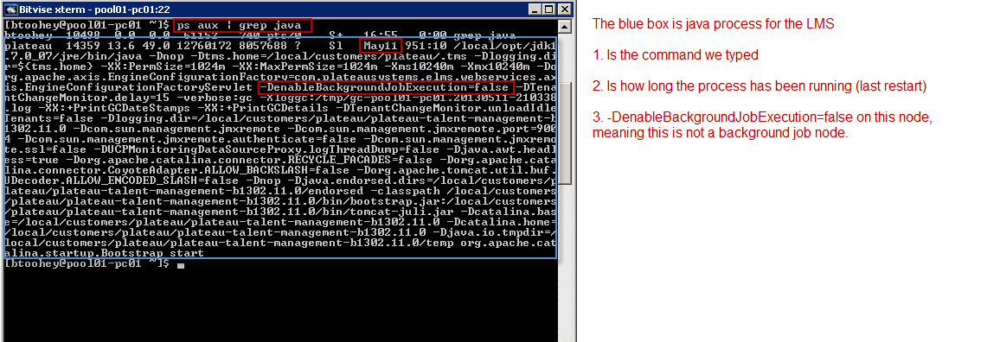 Bitvise xterm - pool01-pc01:22
[btoohey@pool01-pc01 ~]$ ps aux | grep java
btoohey 10498 0.0 0.0 61152 740 pts/0 S+ 16:55 0:00 grep java
plateau 14359 13.6 49.0 12760172 8057688 ? Sl May11 951:10 /local/opt/jdk1
.7.0_07/jre/bin/java -Dnop -Dtms.home=/local/customers/plateau/.tms -Dlogging.di
r=${tms.home} -XX:PermSize=1024m -XX:MaxPermSize=1024m -Xms10240m -Xmx10240m -Do
rg.apache.axis.EngineConfigurationFactory=com.plateausystems.elms.webservices.ax
is.EngineConfigurationFactoryServlet -DenableBackgroundJobExecution=false -DTena
ntChangeMonitor.delay=15 -verbose:gc -Xloggc:/tmp/gc-pool01-pc01.20130511-210338
.log -XX:+PrintGCDateStamps -XX:+PrintGCDetails -DTenantChangeMonitor.unloadIdle
Tenants=false -Dlogging.dir=/local/customers/plateau/plateau-talent-management-b
1302.11.0 -Dcom.sun.management.jmxremote -Dcom.sun.management.jmxremote.port=900
4 -Dcom.sun.management.jmxremote.authenticate=false -Dcom.sun.management.jmxremo
te.ssl=false -DUCPMonitoringDataSourceProxy.logThreadDump=false -Djava.awt.headl
ess=true -Dorg.apache.catalina.connector.RECYCLE_FACADES=false -Dorg.apache.cata
lina.connector.CoyoteAdapter.ALLOW_BACKSLASH=false -Dorg.apache.tomcat.util.buf.
UDecoder.ALLOW_ENCODED_SLASH=false -Dnop -Djava.endorsed.dirs=/local/customers/p
lateau/plateau-talent-management-b1302.11.0/endorsed -classpath /local/customers
/plateau/plateau-talent-management-b1302.11.0/bin/bootstrap.jar:/local/customers
/plateau/plateau-talent-management-b1302.11.0/bin/tomcat-juli.jar -Dcatalina.bas
e=/local/customers/plateau/plateau-talent-management-b1302.11.0 -Dcatalina.home=
/local/customers/plateau/plateau-talent-management-b1302.11.0 -Djava.io.tmpdir=/
local/customers/plateau/plateau-talent-management-b1302.11.0/temp org.apache.cat
alina.startup.Bootstrap start
[btoohey@pool01-pc01 ~]$
The blue box is java process for the LMS
1. Is the command we typed
2. Is how long the process has been running (last restart)
3. -DenableBackgroundJobExecution=false on this node,
meaning this is not a background job node.